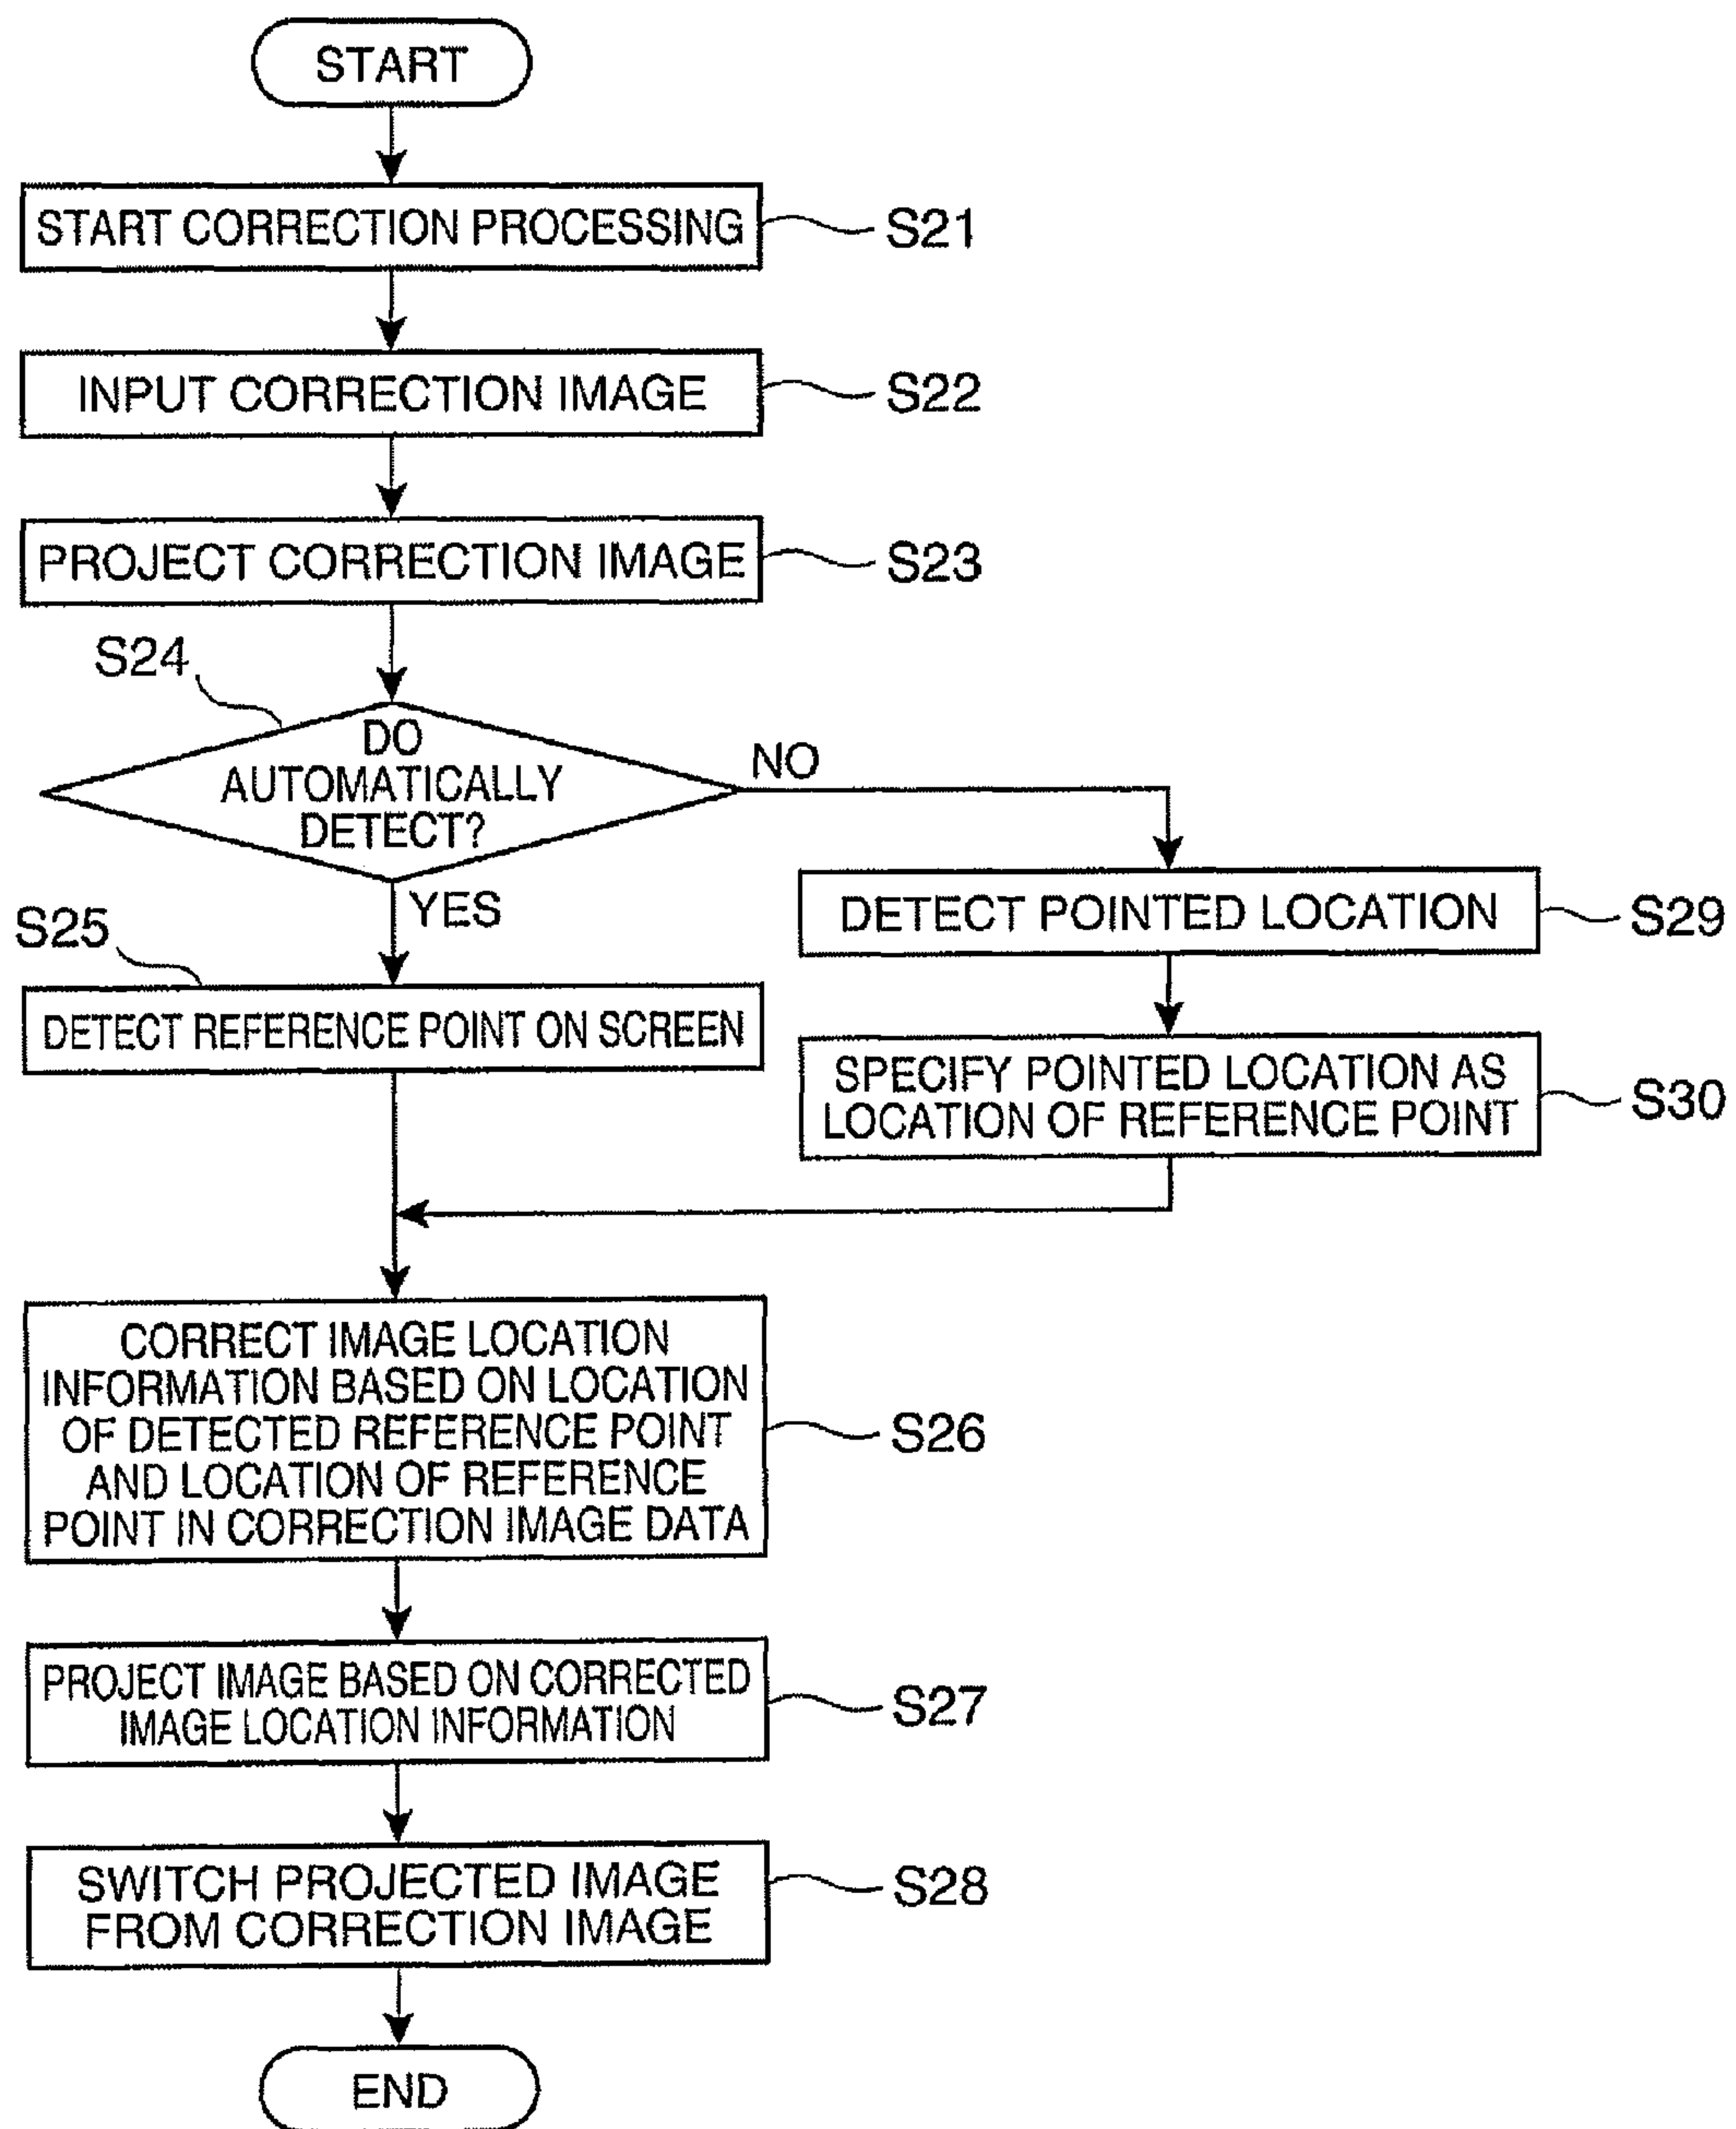 START
START CORRECTION PROCESSING
S21
INPUT CORRECTION IMAGE
S22
PROJECT CORRECTION IMAGE
S23
S24
DO
AUTOMATICALLY
DETECT?
NO
YES
DETECT POINTED LOCATION
S29
S25
DETECT REFERENCE POINT ON SCREEN
SPECIFY POINTED LOCATION AS
LOCATION OF REFERENCE POINT
S30
CORRECT IMAGE LOCATION
INFORMATION BASED ON LOCATION
OF DETECTED REFERENCE POINT
AND LOCATION OF REFERENCE
POINT IN CORRECTION IMAGE DATA
S26
PROJECT IMAGE BASED ON CORRECTED
IMAGE LOCATION INFORMATION
S27
SWITCH PROJECTED IMAGE
FROM CORRECTION IMAGE
S28
END